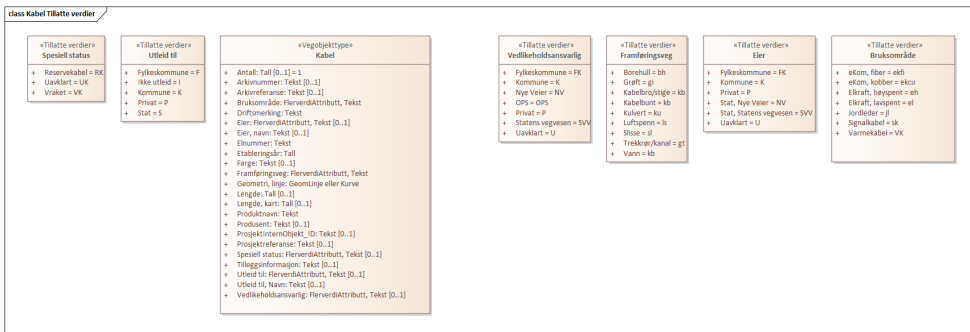 class Kabel Tillatte verdier
«Tillatte verdier»
Spesiell status
+ Reservekabel = RK
+ Uavklart = UK
+ Vraket = VK
«Tillatte verdier»
Utleid til
+ Fylkeskommune = F
+ Ikke utleid = I
+ Kommune = K
+ Privat = P
+ Stat = S
«Vegobjekttype»
Kabel
+ Antall: Tall [0..1] = 1
+ Arkivnummer: Tekst [0..1]
+ Arkivreferanse: Tekst [0..1]
+ Bruksområde: FlerverdiAttributt, Tekst
+ Driftsmerking: Tekst
+ Eier: FlerverdiAttributt, Tekst [0..1]
+ Eier, navn: Tekst [0..1]
+ Elnummer: Tekst
+ Etableringsår: Tall
+ Farge: Tekst [0..1]
+ Framføringsveg: FlerverdiAttributt, Tekst
+ Geometri, linje: GeomLinje eller Kurve
+ Lengde: Tall [0..1]
+ Lengde, kart: Tall [0..1]
+ Produktnavn: Tekst
+ Produsent: Tekst [0..1]
+ ProsjektInternObjekt_ID: Tekst [0..1]
+ Prosjektreferanse: Tekst [0..1]
+ Spesiell status: FlerverdiAttributt, Tekst [0..1]
+ Tilleggsinformasjon: Tekst [0..1]
+ Utleid til: FlerverdiAttributt, Tekst [0..1]
+ Utleid til, Navn: Tekst [0..1]
+ Vedlikeholdsansvarlig: FlerverdiAttributt, Tekst [0..1]
«Tillatte verdier»
Vedlikeholdsansvarlig
+ Fylkeskommune = FK
+ Kommune = K
+ Nye Veier = NV
+ OPS = OPS
+ Privat = P
+ Statens vegvesen = SVV
+ Uavklart = U
«Tillatte verdier»
Framføringsveg
+ Borehull = bh
+ Grøft = gi
+ Kabelbro/stige = kb
+ Kabelbunt = kb
+ Kulvert = ku
+ Luftspenn = ls
+ Slisse = sl
+ Trekkrør/kanal = gt
+ Vann = kb
«Tillatte verdier»
Eier
+ Fylkeskommune = FK
+ Kommune = K
+ Privat = P
+ Stat, Nye Veier = NV
+ Stat, Statens vegvesen = SVV
+ Uavklart = U
«Tillatte verdier»
Bruksområde
+ eKom, fiber = ekfi
+ eKom, kobber = ekcu
+ Elkraft, høyspent = eh
+ Elkraft, lavspent = el
+ Jordleder = jl
+ Signalkabel = sk
+ Varmekabel = VK